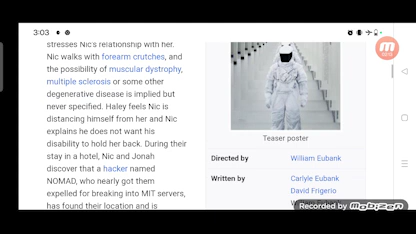 3:03
stresses Nic's relationship with her.
Nic walks with forearm crutches, and
the possibility of muscular dystrophy,
multiple sclerosis or some other
degenerative disease is implied but
never specified. Haley feels Nic is
distancing himself from her and Nic
explains he does not want his
disability to hold her back. During their
stay in a hotel, Nic and Jonah
discover that a hacker named
NOMAD, who nearly got them
expelled for breaking into MIT servers,
has found their location and is
Teaser poster
Directed by
William Eubank
Written by
Carlyle Eubank
David Frigerio
Recorded by Mobizen